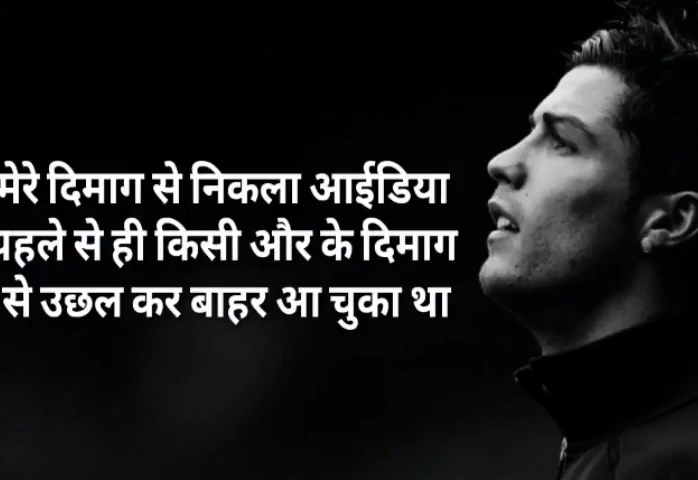 मेरे दिमाग से निकला आईडिया
पहले से ही किसी और के दिमाग
से उछल कर बाहर आ चुका था